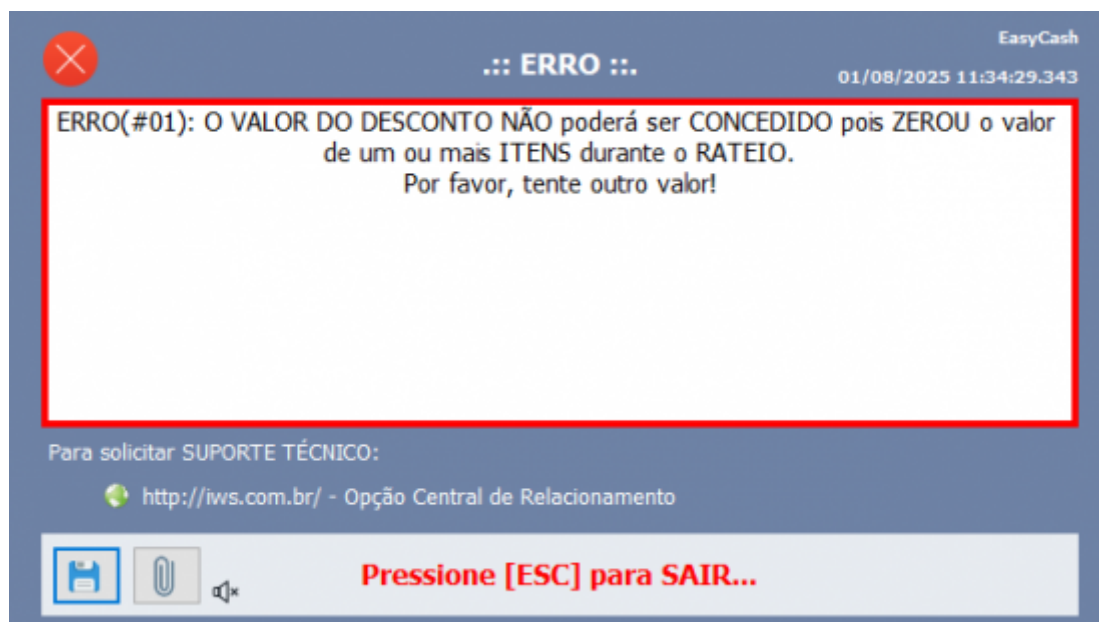 EasyCash
.:: ERRO ::.
01/08/2025 11:34:29.343
ERRO(#01): O VALOR DO DESCONTO NÃO poderá ser CONCEDIDO pois ZEROU o valor
de um ou mais ITENS durante o RATEIO.
Por favor, tente outro valor!
Para solicitar SUPORTE TÉCNICO:
http://iws.com.br/ - Opção Central de Relacionamento
Pressione [ESC] para SAIR...